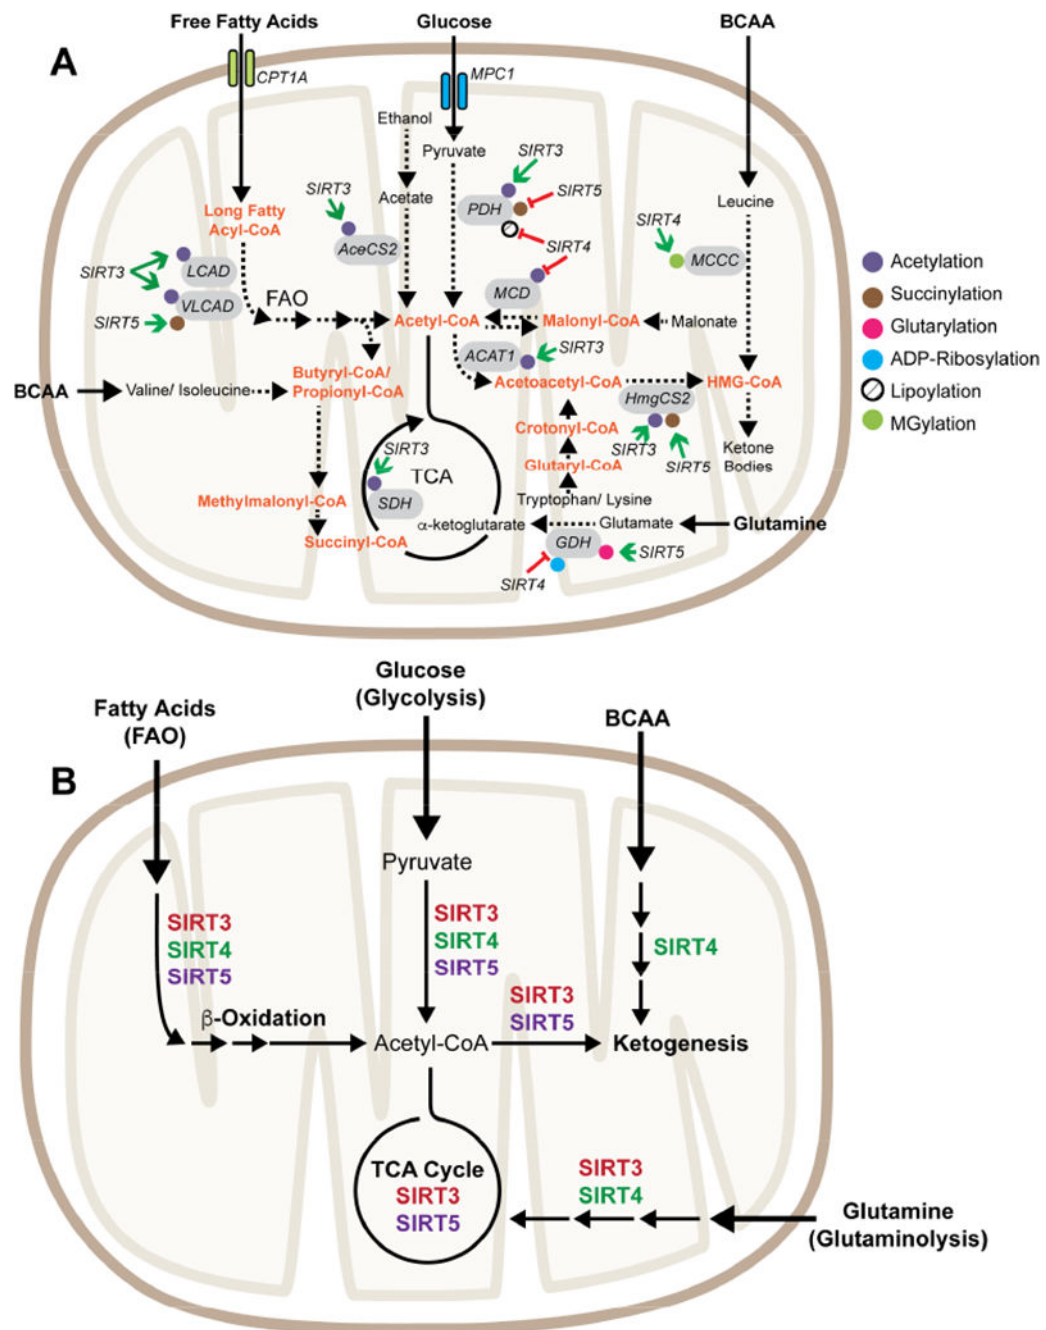 A
Free Fatty Acids
Glucose
BCAA
CPT1A
MPC1
Ethanol
Pyruvate
SIRT3
SIRT3
Acetate
PDH
SIRT5
Leucine
Long Fatty
Acyl-CoA
AceCS2
SIRT4
SIRT4
MCCC
SIRT3
LCAD
VLCAD
SIRT5
MCD
FAO
Acetyl-CoA
Malonyl-CoA
Malonate
ACAT1
SIRT3
BCAA
Valine/ Isoleucine
Butyryl-CoA/
Propionyl-CoA
Acetoacetyl-CoA
HMG-CoA
HmgCS2
Crotonyl-CoA
SIRT3
SIRT5
Ketone
Bodies
SIRT3
TCA
SDH
Glutaryl-CoA
Methylmalonyl-CoA
Tryptophan/ Lysine
Succinyl-CoA
α-ketoglutarate
Glutamate
Glutamine
GDH
SIRT5
SIRT4
Acetylation
Succinylation
Glutarylation
ADP-Ribosylation
Lipoylation
MGylation
B
Fatty Acids
(FAO)
Glucose
(Glycolysis)
BCAA
Pyruvate
SIRT3
SIRT4
SIRT5
SIRT3
SIRT4
SIRT5
SIRT4
SIRT3
SIRT5
β-Oxidation
Acetyl-CoA
Ketogenesis
TCA Cycle
SIRT3
SIRT5
SIRT3
SIRT4
Glutamine
(Glutaminolysis)